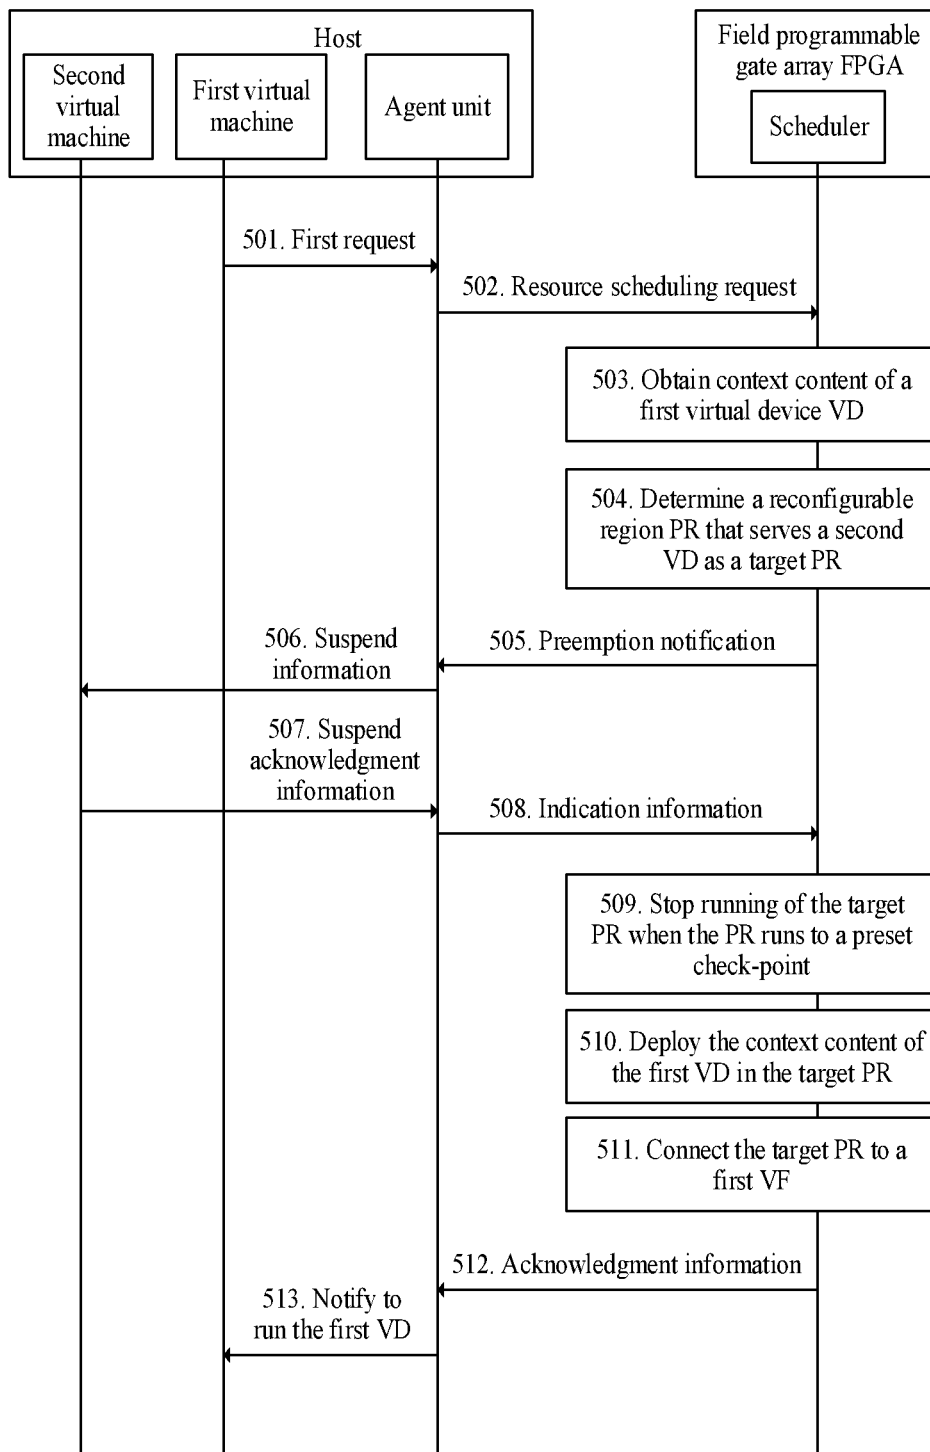 Host
Second
virtual
machine
First virtual
machine
Agent unit
Field programmable
gate array FPGA
Scheduler
501. First request
502. Resource scheduling request
503. Obtain context content of a
first virtual device VD
504. Determine a reconfigurable
region PR that serves a second
VD as a target PR
505. Preemption notification
506. Suspend
information
507. Suspend
acknowledgment
information
508. Indication information
509. Stop running of the target
PR when the PR runs to a preset
check-point
510. Deploy the context content of
the first VD in the target PR
511. Connect the target PR to a
first VF
512. Acknowledgment information
513. Notify to
run the first VD